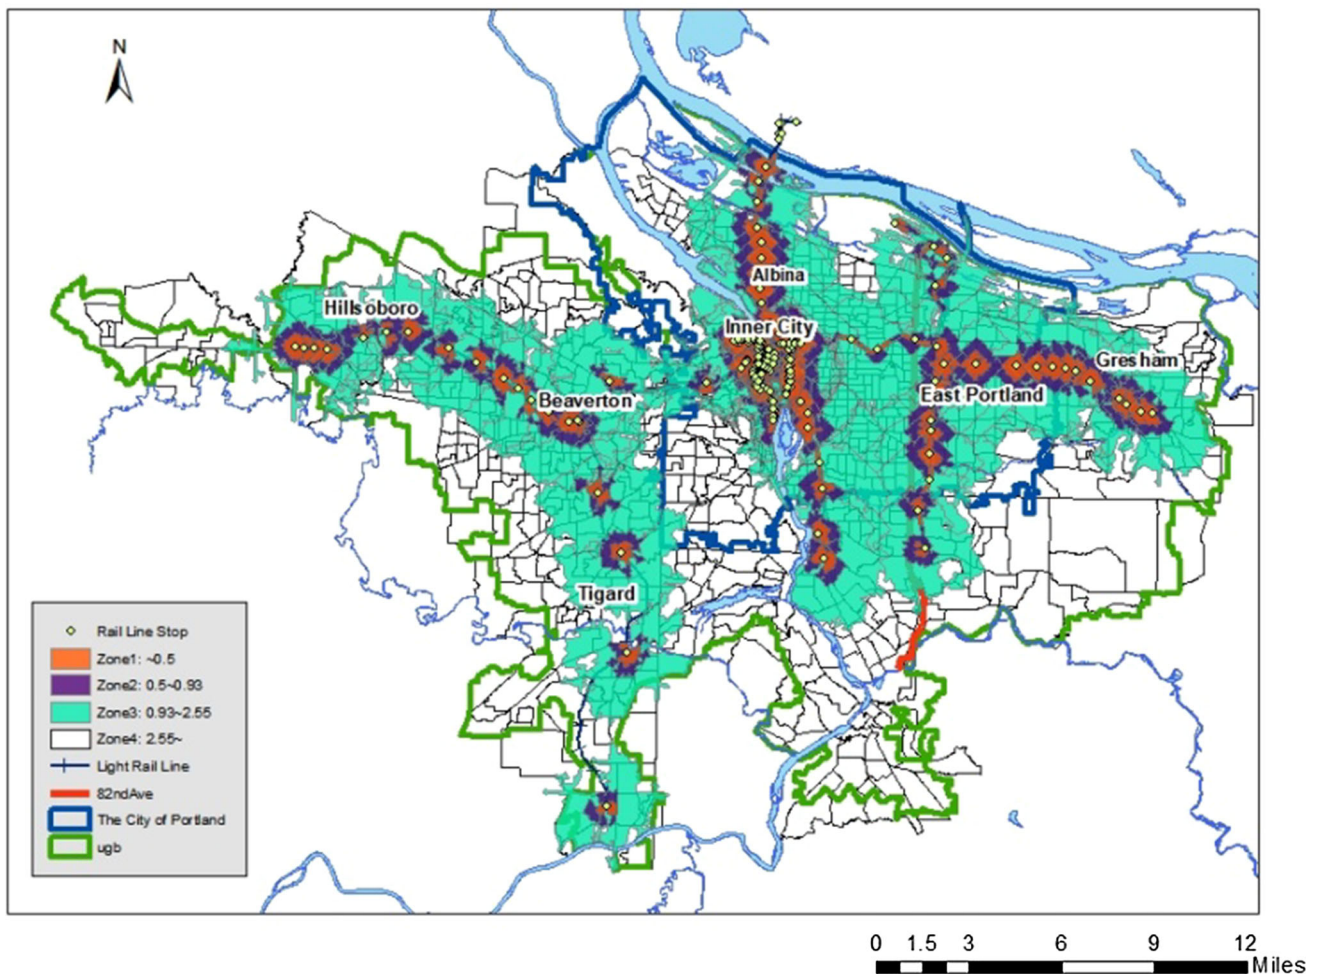 N
Albina
Hillsoboro
Inner City
Gresham
Beaverton
East Portland
Tigard
Rail Line Stop
Zone1: ~0.5
Zone2: 0.5~0.93
Zone3: 0.93~2.55
Zone4: 2.55~
Light Rail Line
82ndAve
The City of Portland
ugb
0 1.5 3 6 9 12
Miles